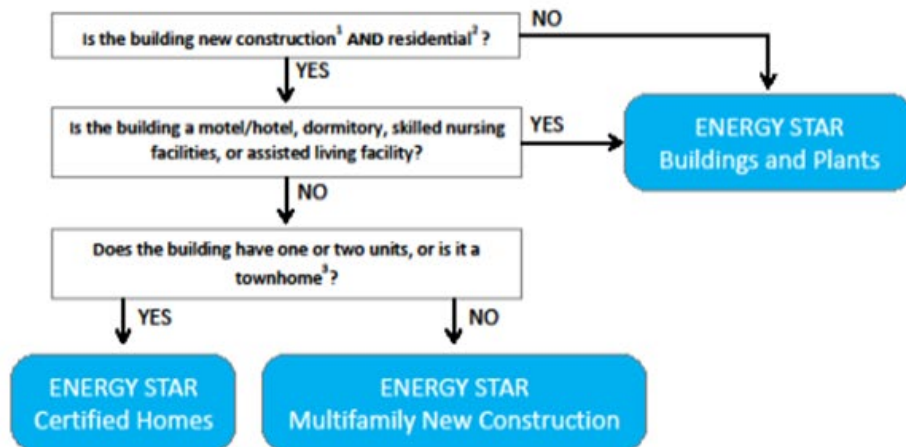 Is the building new construction¹ AND residential²?
NO
YES
Is the building a motel/hotel, dormitory, skilled nursing
facilities, or assisted living facility?
YES
ENERGY STAR
Buildings and Plants
NO
Does the building have one or two units, or is it a
townhome³?
YES
NO
ENERGY STAR
Certified Homes
ENERGY STAR
Multifamily New Construction